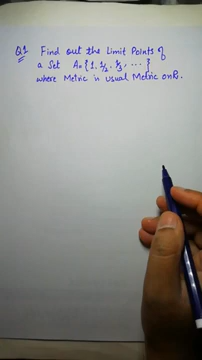 Q1 Find out the Limit Points of
a Set A = {1, 1/2, 1/3, ...}
where Metric is usual Metric on R.